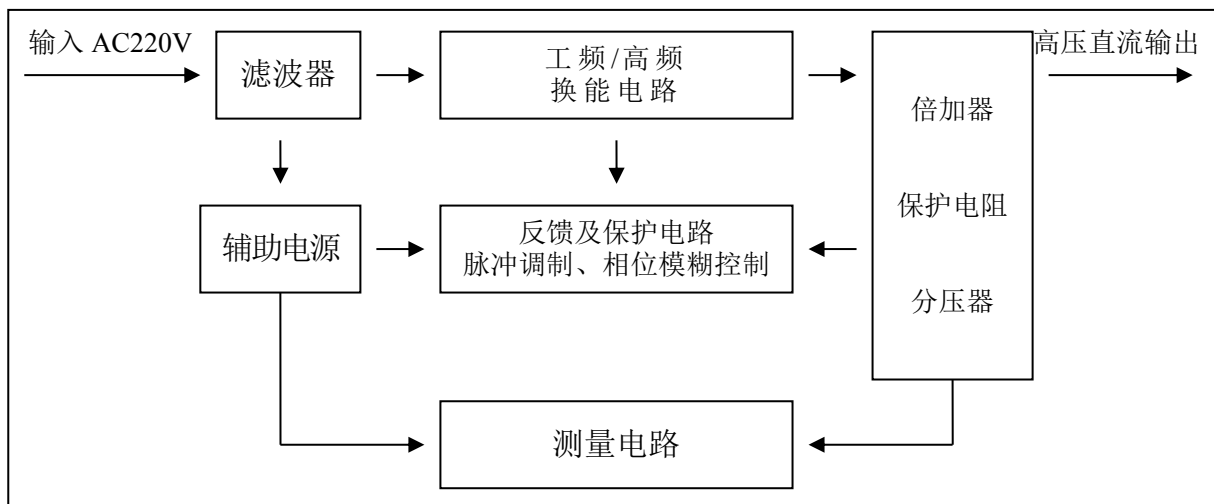 输入 AC220V
滤波器
工频/高频
换能电路
高压直流输出
倍加器
保护电阻
分压器
辅助电源
反馈及保护电路
脉冲调制、相位模糊控制
测量电路